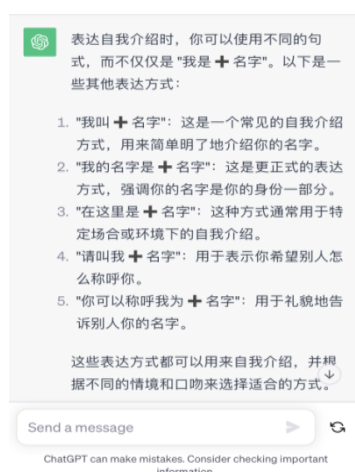 表达自我介绍时，你可以使用不同的句
式，而不仅仅是"我是 ➕ 名字"。以下是一
些其他表达方式：
1. "我叫 ➕ 名字"：这是一个常见的自我介绍
方式，用来简单明了地介绍你的名字。
2. "我的名字是 ➕ 名字"：这是更正式的表达
方式，强调你的名字是你的身份一部分。
3. "在这里是 ➕ 名字"：这种方式通常用于特
定场合或环境下的自我介绍。
4. "请叫我 ➕ 名字"：用于表示你希望别人怎
么称呼你。
5. "你可以称呼我为 ➕ 名字"：用于礼貌地告
诉别人你的名字。
这些表达方式都可以用来自我介绍，并根
据不同的情境和口吻来选择适合的方式。
Send a message
ChatGPT can make mistakes. Consider checking important
information.